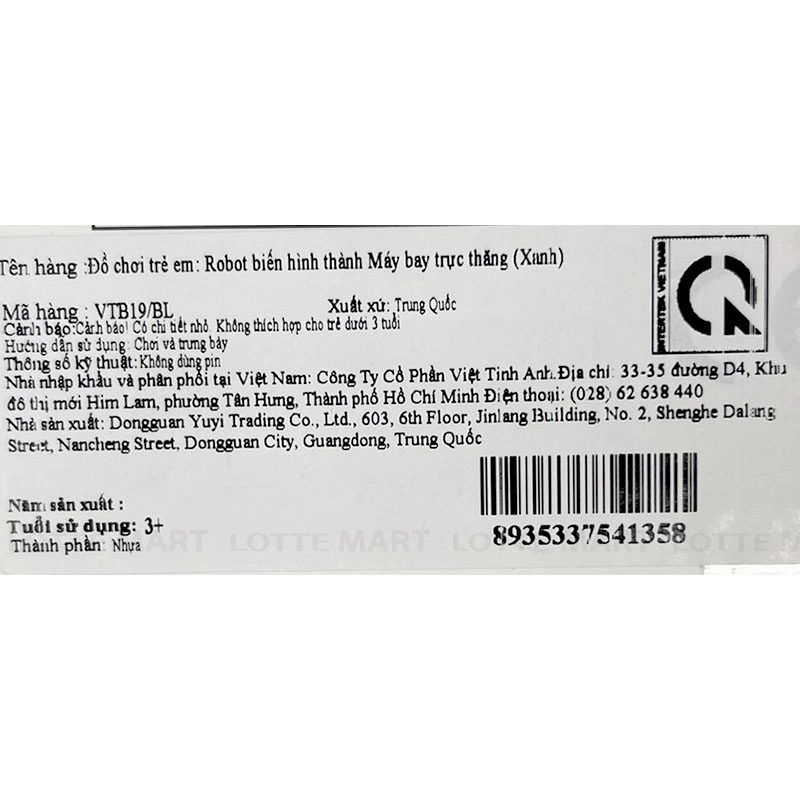 Tên hàng :Đồ chơi trẻ em: Robot biến hình thành Máy bay trực thăng (Xanh)
Mã hàng : VTB19/BL Xuất xứ: Trung Quốc
Cảnh báo:Cảnh báo! Có chi tiết nhỏ. Không thích hợp cho trẻ dưới 3 tuổi
Hướng dẫn sử dụng: Chơi và trưng bày
Thông số kỹ thuật:Không dùng pin
Nhà nhập khẩu và phân phối tại Việt Nam: Công Ty Cổ Phần Việt Tinh Anh.Địa chỉ: 33-35 đường D4, Khu
đô thị mới Him Lam, phường Tân Hưng, Thành phố Hồ Chí Minh Điện thoại: (028) 62 638 440
Nhà sản xuất: Dongguan Yuyi Trading Co., Ltd., 603, 6th Floor, Jinlang Building, No. 2, Shenghe Dalang
Street, Nancheng Street, Dongguan City, Guangdong, Trung Quốc
Năm sản xuất :
Tuổi sử dụng: 3+
Thành phần: Nhựa
8935337541358
INTERTEK VIETNAM
CR
MART LOTTE MART LOTTE MART LOTTE M